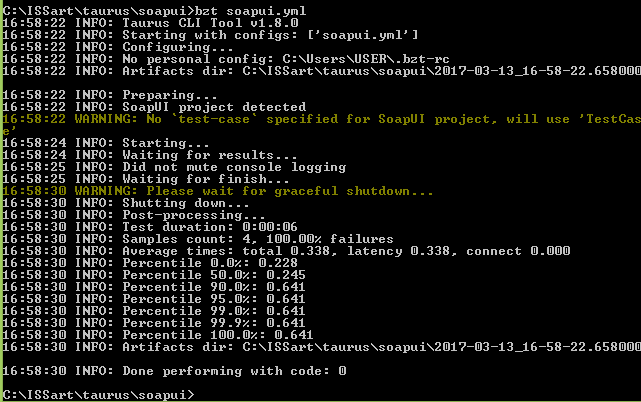 C:\ISSart\taurus\soapui>bzt soapui.yml
16:58:22 INFO: Taurus CLI Tool v1.8.0
16:58:22 INFO: Starting with configs: ['soapui.yml']
16:58:22 INFO: Configuring...
16:58:22 INFO: No personal config: C:\Users\USER\.bzt-rc
16:58:22 INFO: Artifacts dir: C:\ISSart\taurus\soapui\2017-03-13_16-58-22.658000
16:58:22 INFO: Preparing...
16:58:22 INFO: SoapUI project detected
16:58:22 WARNING: No `test-case` specified for SoapUI project, will use 'TestCas
e'
16:58:24 INFO: Starting...
16:58:24 INFO: Waiting for results...
16:58:25 INFO: Did not mute console logging
16:58:25 INFO: Waiting for finish...
16:58:30 WARNING: Please wait for graceful shutdown...
16:58:30 INFO: Shutting down...
16:58:30 INFO: Post-processing...
16:58:30 INFO: Test duration: 0:00:06
16:58:30 INFO: Samples count: 4, 100.00% failures
16:58:30 INFO: Average times: total 0.338, latency 0.338, connect 0.000
16:58:30 INFO: Percentile 0.0%: 0.228
16:58:30 INFO: Percentile 50.0%: 0.245
16:58:30 INFO: Percentile 90.0%: 0.641
16:58:30 INFO: Percentile 95.0%: 0.641
16:58:30 INFO: Percentile 99.0%: 0.641
16:58:30 INFO: Percentile 99.9%: 0.641
16:58:30 INFO: Percentile 100.0%: 0.641
16:58:30 INFO: Artifacts dir: C:\ISSart\taurus\soapui\2017-03-13_16-58-22.658000
16:58:30 INFO: Done performing with code: 0
C:\ISSart\taurus\soapui>